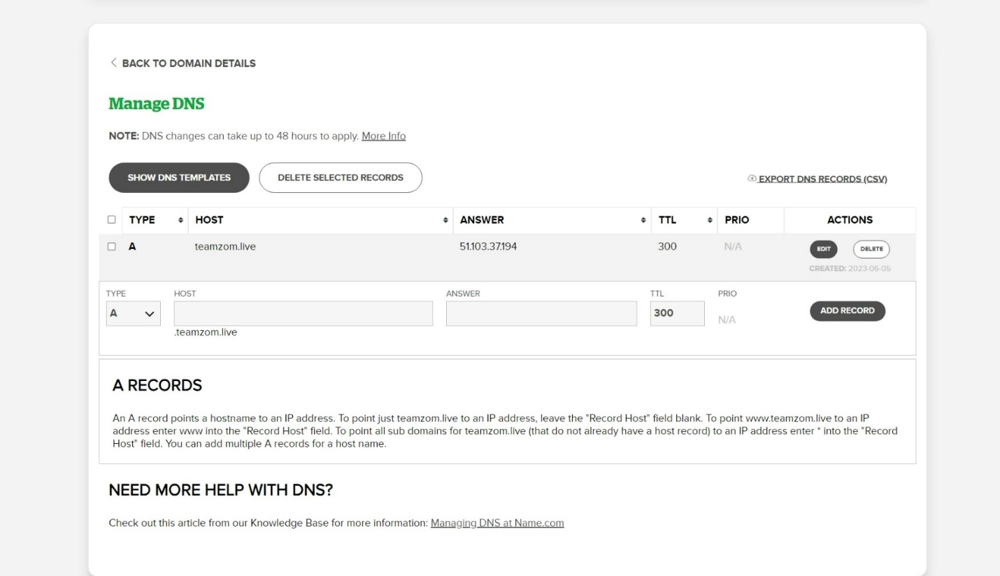 BACK TO DOMAIN DETAILS
Manage DNS
NOTE: DNS changes can take up to 48 hours to apply. More Info
SHOW DNS TEMPLATES DELETE SELECTED RECORDS EXPORT DNS RECORDS (CSV)
TYPE HOST ANSWER TTL PRIO ACTIONS
A teamzom.live 51.103.37.194 300 N/A EDIT DELETE
CREATED: 2023-06-05
TYPE HOST ANSWER TTL PRIO
A 300 N/A ADD RECORD
.teamzom.live
A RECORDS
An A record points a hostname to an IP address. To point just teamzom.live to an IP address, leave the "Record Host" field blank. To point www.teamzom.live to an IP
address enter www into the "Record Host" field. To point all sub domains for teamzom.live (that do not already have a host record) to an IP address enter * into the "Record
Host" field. You can add multiple A records for a host name.
NEED MORE HELP WITH DNS?
Check out this article from our Knowledge Base for more information: Managing DNS at Name.com